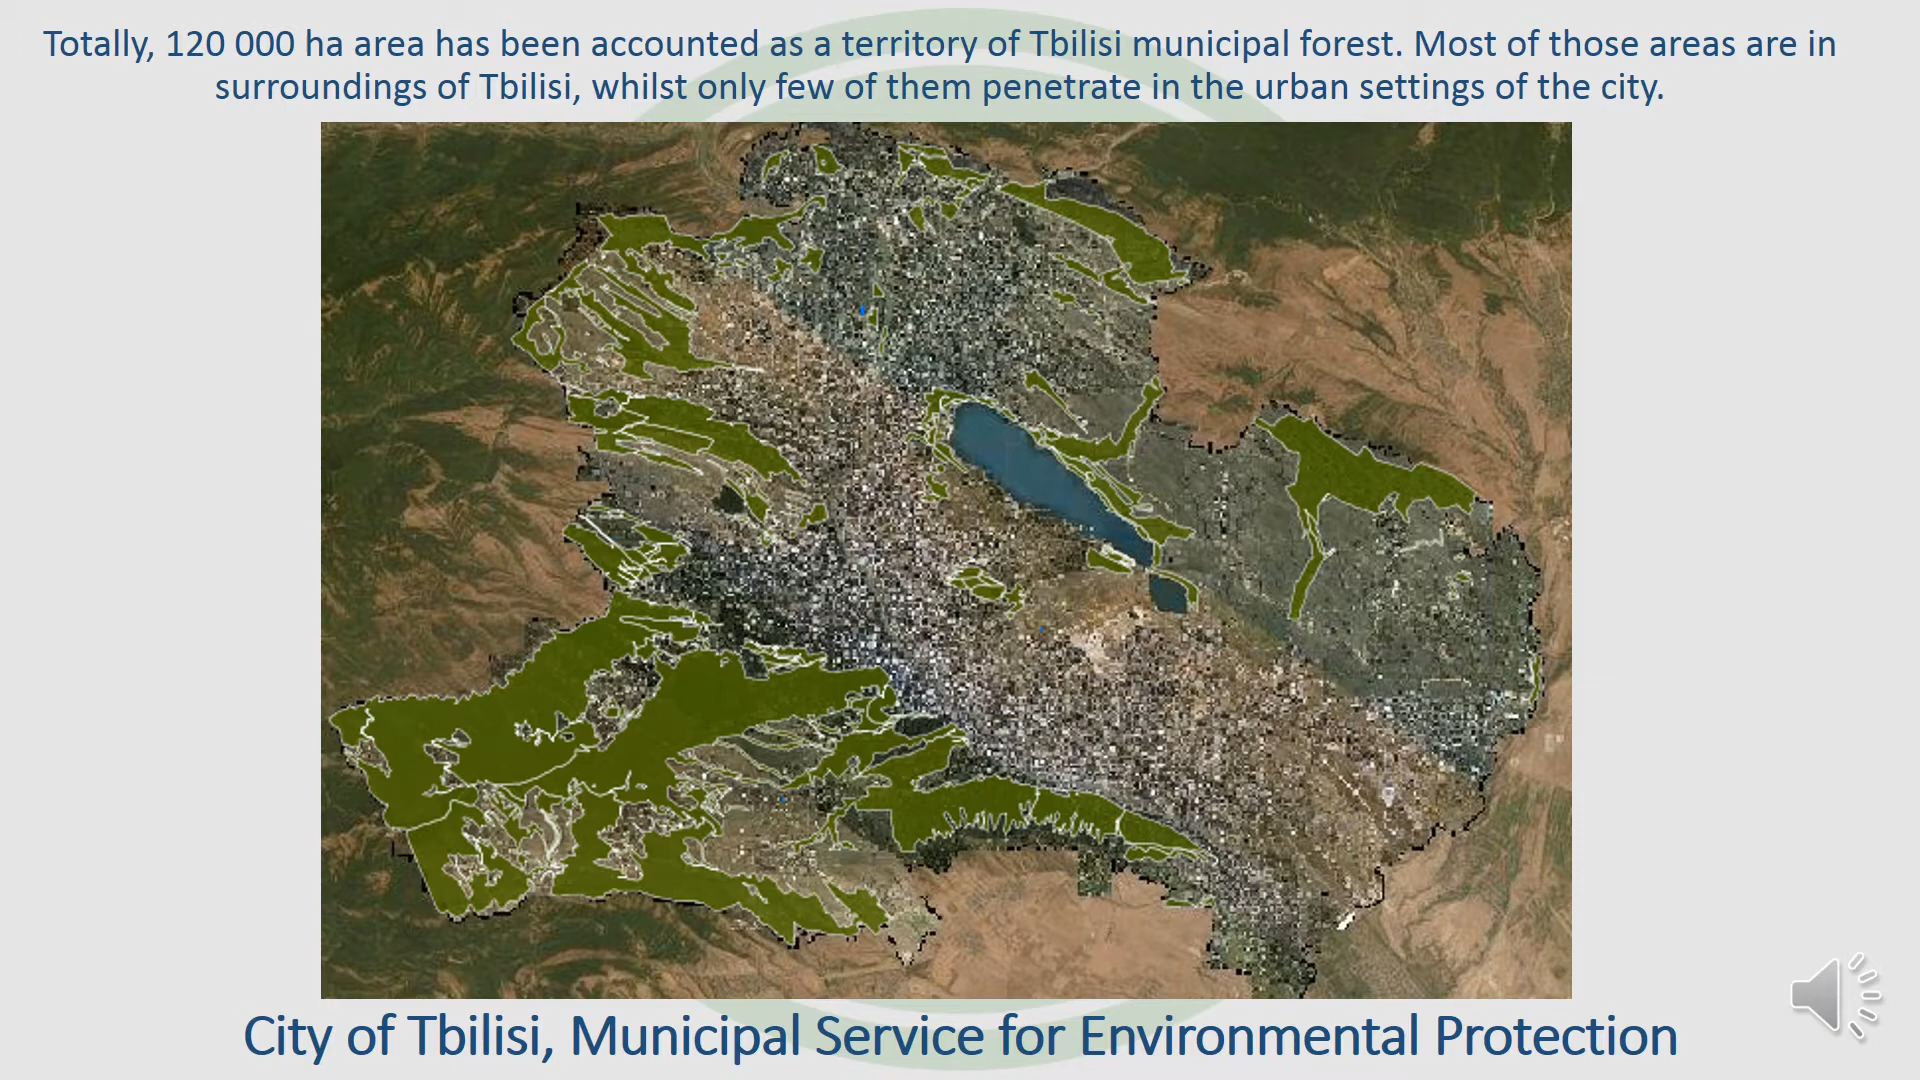 Totally, 120 000 ha area has been accounted as a territory of Tbilisi municipal forest. Most of those areas are in
surroundings of Tbilisi, whilst only few of them penetrate in the urban settings of the city.
City of Tbilisi, Municipal Service for Environmental Protection